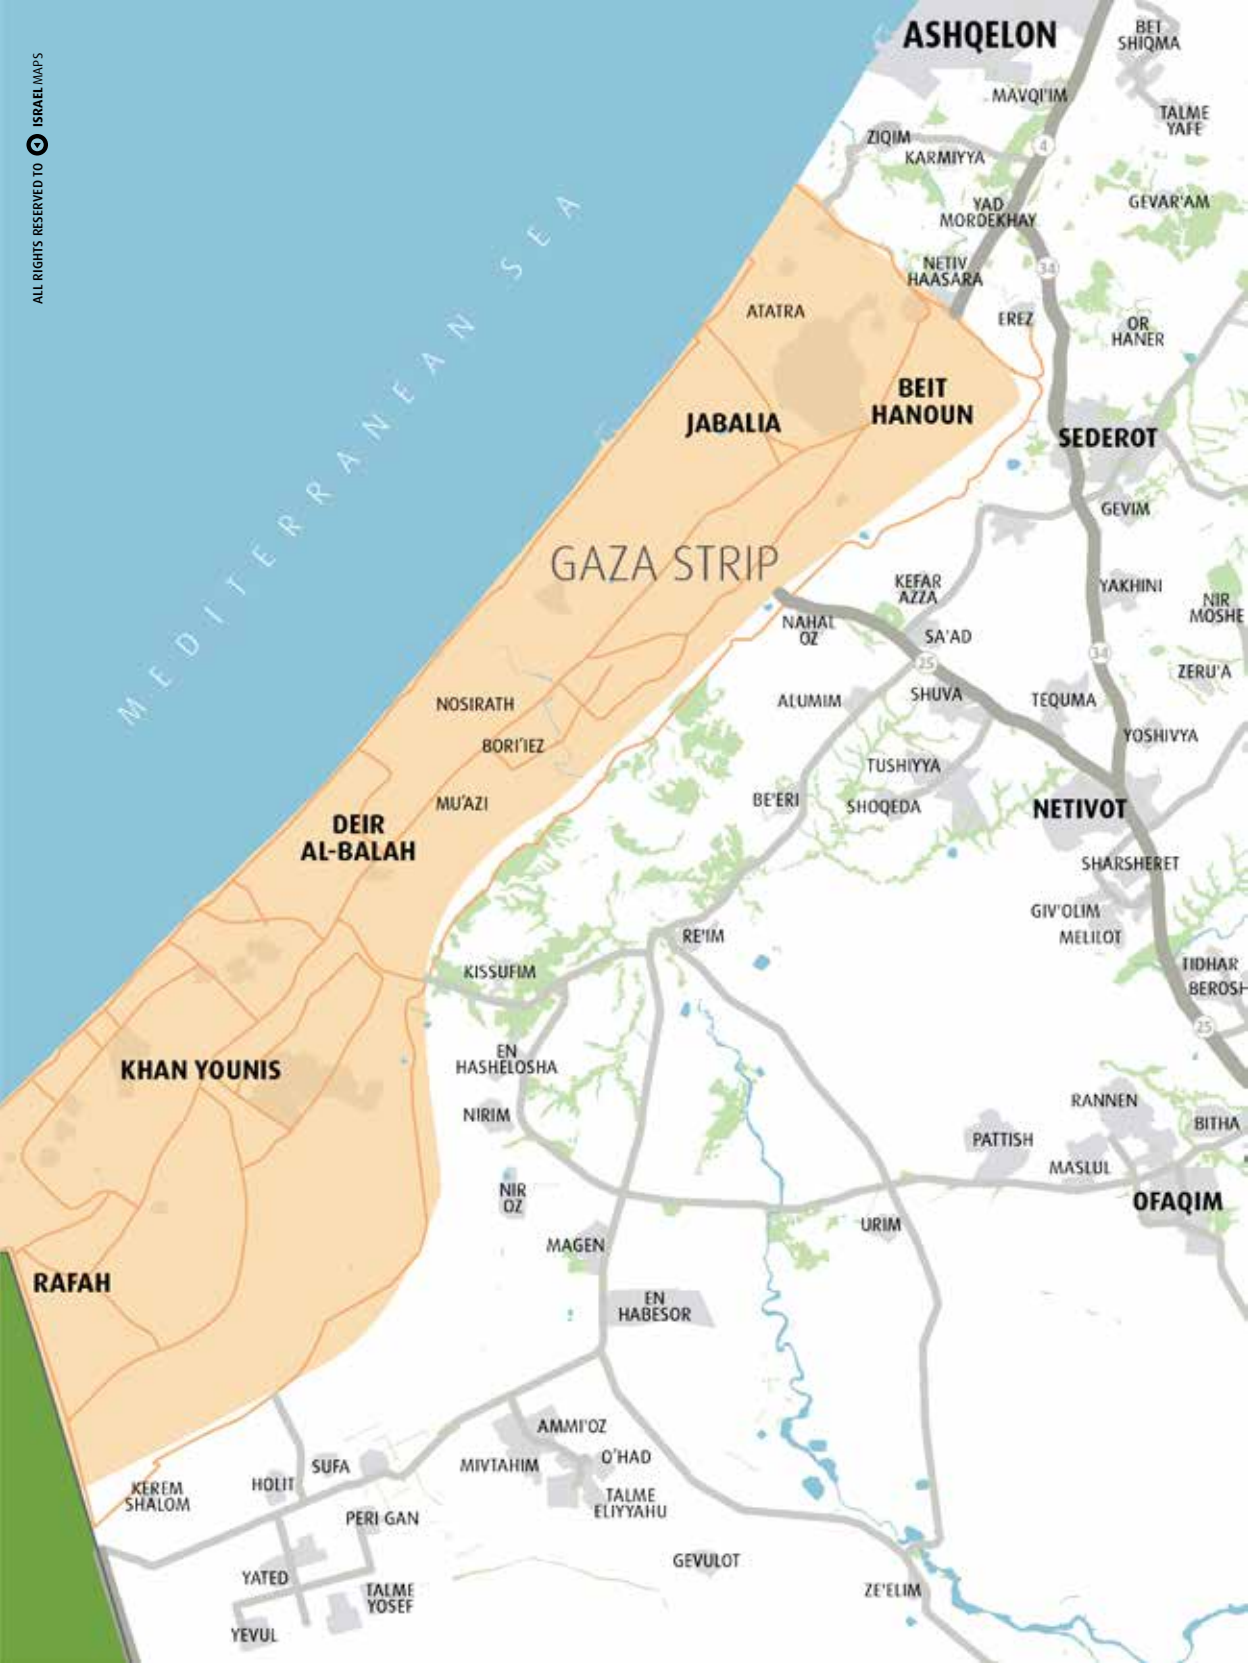 ALL RIGHTS RESERVED TO ISRAEL MAPS
ASHQELON
BET
SHIQMA
MAVQI'IM
TALME
YAFE
ZIQIM
KARMIYYA
4
YAD
MORDEKHAY
GEVAR'AM
MEDITERRANEAN SEA
NETIV
HAASARA
34
ATATRA
EREZ
OR
HANER
BEIT
HANOUN
JABALIA
SEDEROT
GEVIM
GAZA STRIP
KEFAR
AZZA
YAKHINI
NIR
MOSHE
NAHAL
OZ
SA'AD
25
34
ZERU'A
ALUMIM
SHUVA
TEQUMA
NOSIRATH
YOSHIVYA
BORI'IEZ
TUSHIYYA
MU'AZI
BE'ERI
SHOQEDA
NETIVOT
DEIR
AL-BALAH
SHARSHERET
GIV'OLIM
MELILOT
RE'IM
KISSUFIM
TIDHAR
BEROSH
25
EN
HASHELOSHA
KHAN YOUNIS
RANNEN
NIRIM
BITHA
PATTISH
MASLUL
NIR
OZ
OFAQIM
URIM
MAGEN
RAFAH
EN
HABESOR
AMMI'OZ
O'HAD
SUFA
MIVTAHIM
HOLIT
KEREM
SHALOM
TALME
ELIYYAHU
PERI GAN
GEVULOT
YATED
TALME
YOSEF
ZE'ELIM
YEVUL